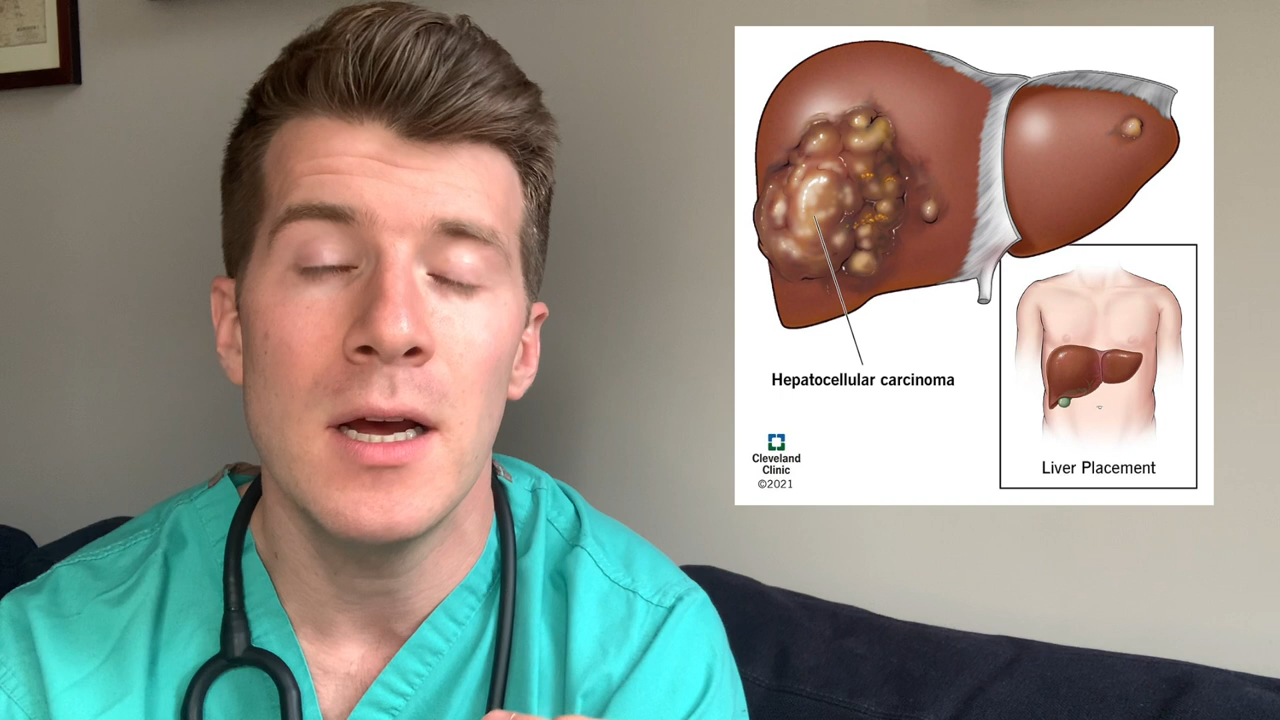 Hepatocellular carcinoma
Cleveland
Clinic
©2021
Liver Placement